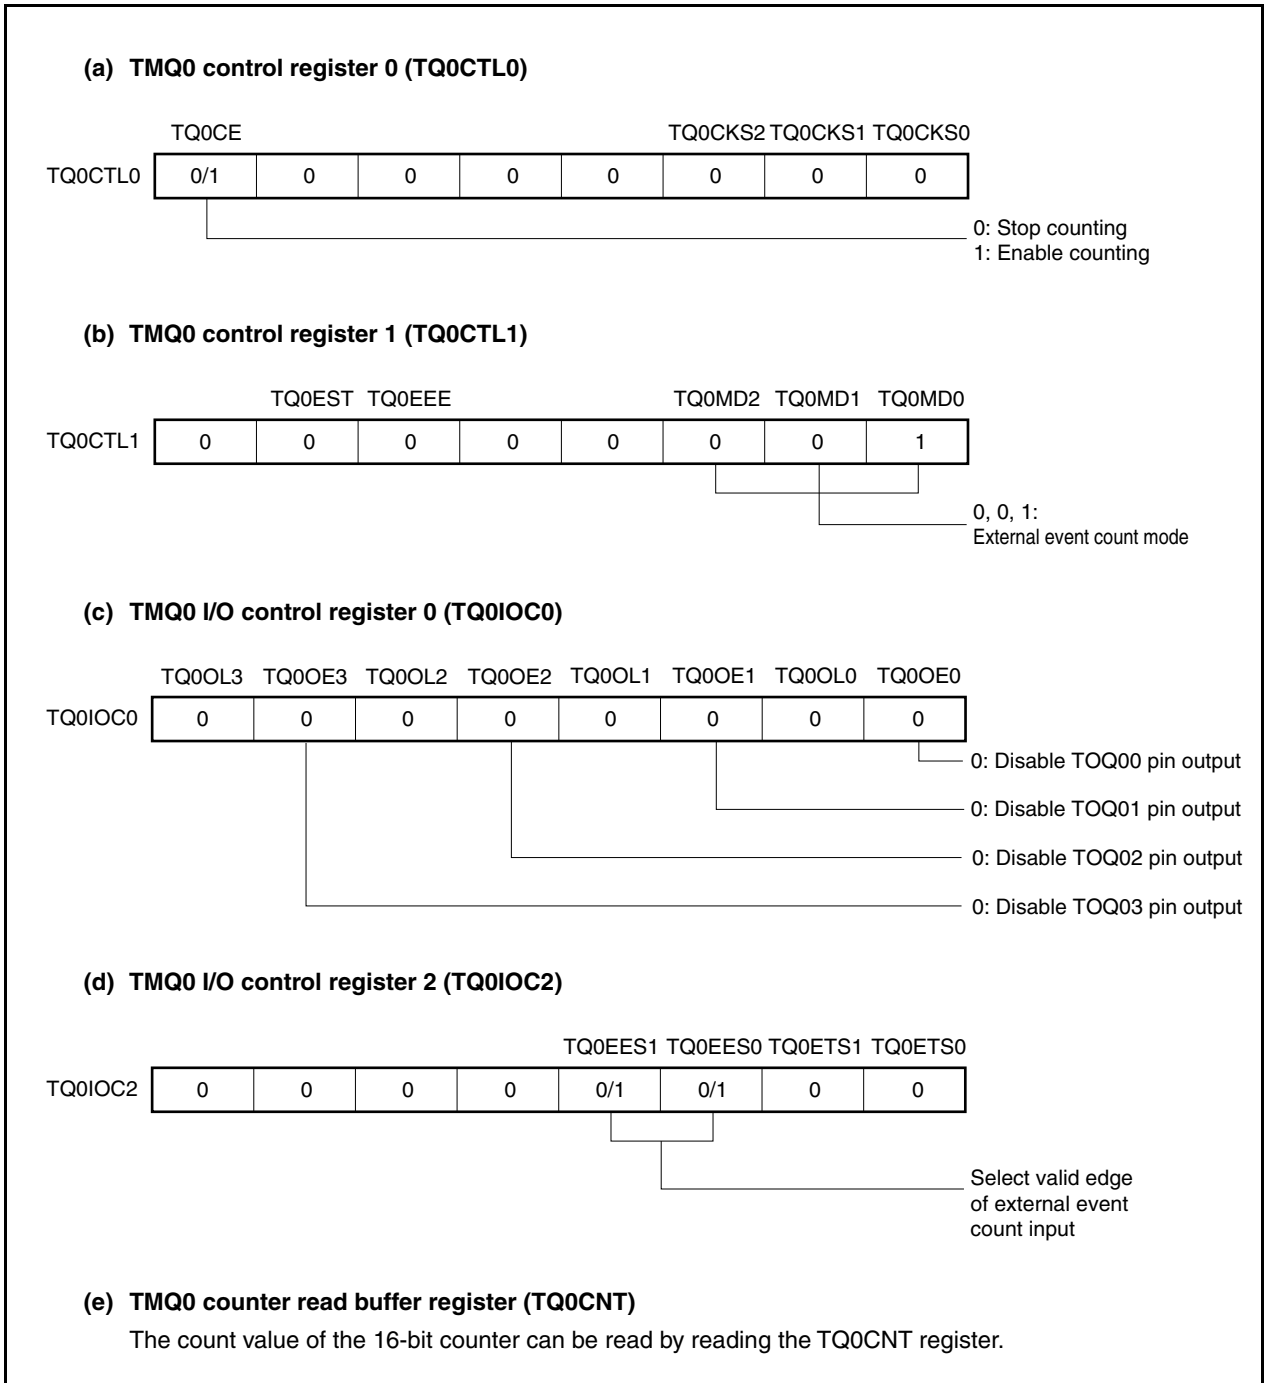 (a) TMQ0 control register 0 (TQ0CTL0)
TQ0CE TQ0CKS2 TQ0CKS1 TQ0CKS0
TQ0CTL0 0/1 0 0 0 0 0 0 0
0: Stop counting
1: Enable counting
(b) TMQ0 control register 1 (TQ0CTL1)
TQ0EST TQ0EEE TQ0MD2 TQ0MD1 TQ0MD0
TQ0CTL1 0 0 0 0 0 0 0 1
0, 0, 1:
External event count mode
(c) TMQ0 I/O control register 0 (TQ0IOC0)
TQ0OL3 TQ0OE3 TQ0OL2 TQ0OE2 TQ0OL1 TQ0OE1 TQ0OL0 TQ0OE0
TQ0IOC0 0 0 0 0 0 0 0 0
0: Disable TOQ00 pin output
0: Disable TOQ01 pin output
0: Disable TOQ02 pin output
0: Disable TOQ03 pin output
(d) TMQ0 I/O control register 2 (TQ0IOC2)
TQ0EES1 TQ0EES0 TQ0ETS1 TQ0ETS0
TQ0IOC2 0 0 0 0 0/1 0/1 0 0
Select valid edge
of external event
count input
(e) TMQ0 counter read buffer register (TQ0CNT)
The count value of the 16-bit counter can be read by reading the TQ0CNT register.